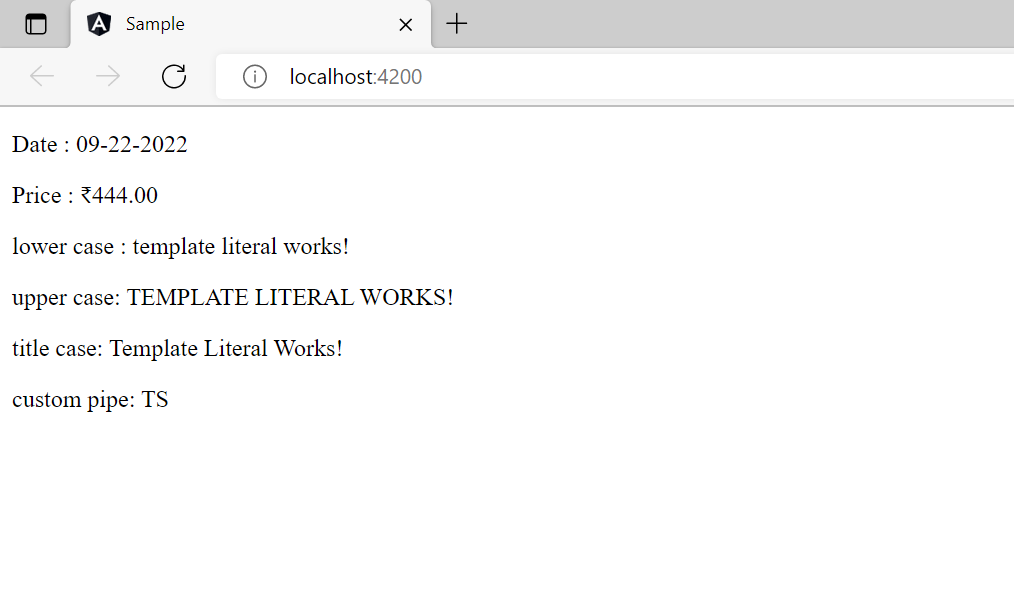 Sample
localhost:4200
Date : 09-22-2022
Price : ₹444.00
lower case : template literal works!
upper case: TEMPLATE LITERAL WORKS!
title case: Template Literal Works!
custom pipe: TS